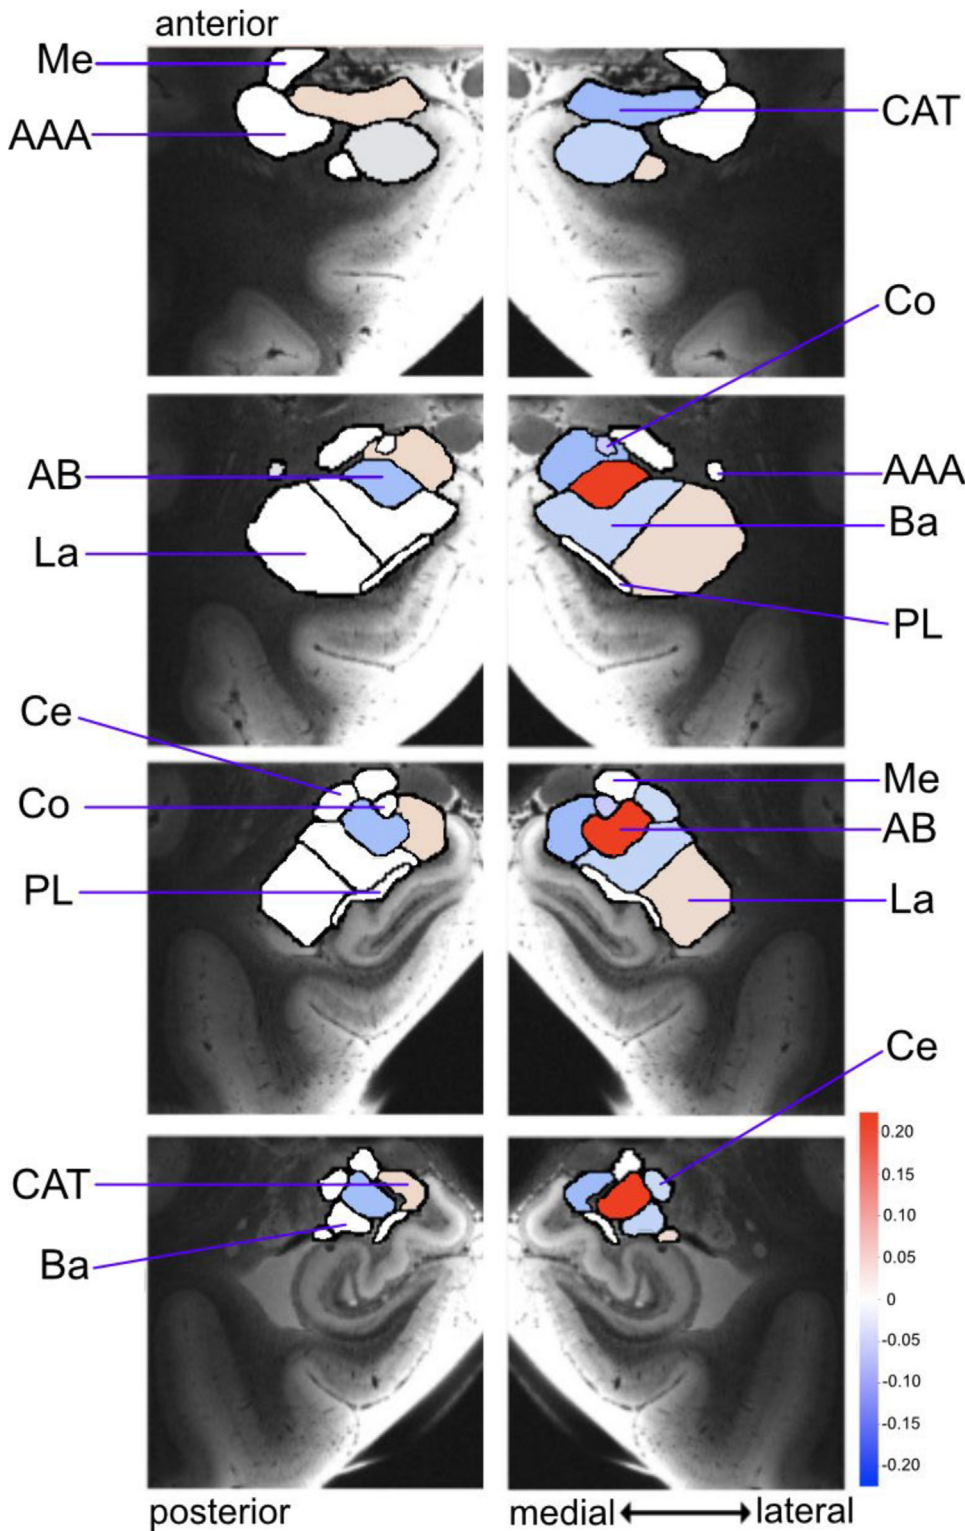 anterior
Me
AAA
CAT
Co
AB
AAA
La
Ba
PL
Ce
Me
Co
AB
PL
La
Ce
0.20
0.15
CAT
0.10
0.05
Ba
0
-0.05
-0.10
-0.15
-0.20
posterior
medial lateral